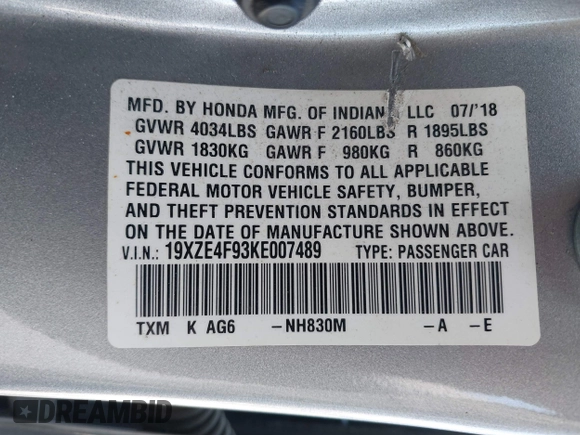 MFD. BY HONDA MFG. OF INDIAN LLC 07/'18
GVWR 4034LBS GAWR F 2160LBS R 1895LBS
GVWR 1830KG GAWR F 980KG R 860KG
THIS VEHICLE CONFORMS TO ALL APPLICABLE
FEDERAL MOTOR VEHICLE SAFETY, BUMPER,
AND THEFT PREVENTION STANDARDS IN EFFECT
ON THE DATE OF MANUFACTURE SHOWN ABOVE.
V.I.N.: 19XZE4F93KE007489 TYPE: PASSENGER CAR
TXM K AG6 -NH830M -A -E
DREAMBID